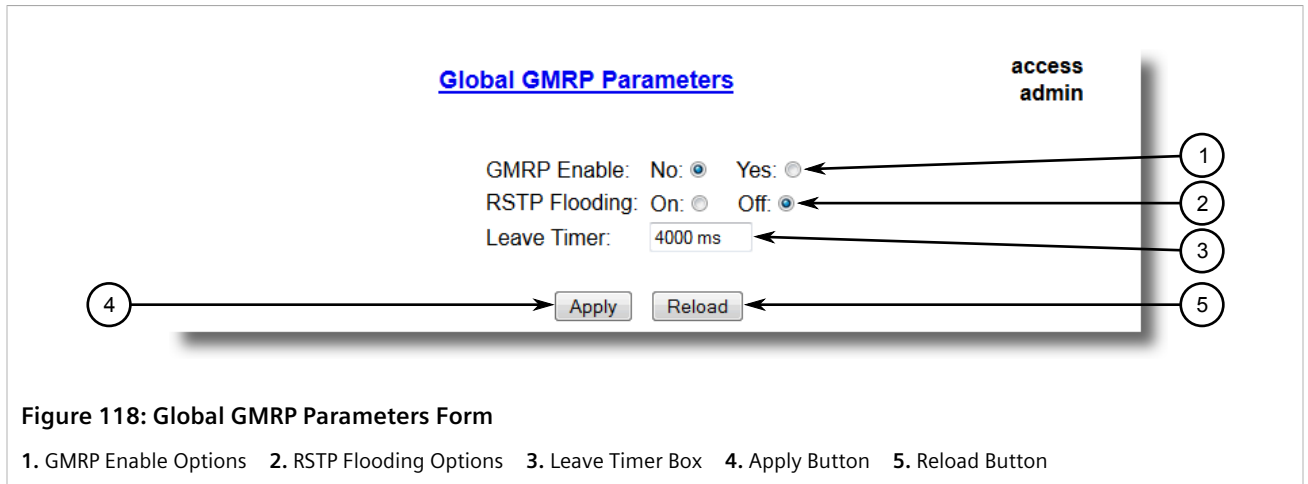 Global GMRP Parameters
access
admin
GMRP Enable: No: Yes:
1
RSTP Flooding: On: Off:
2
Leave Timer: 4000 ms
3
4
Apply Reload
5
Figure 118: Global GMRP Parameters Form
1. GMRP Enable Options 2. RSTP Flooding Options 3. Leave Timer Box 4. Apply Button 5. Reload Button